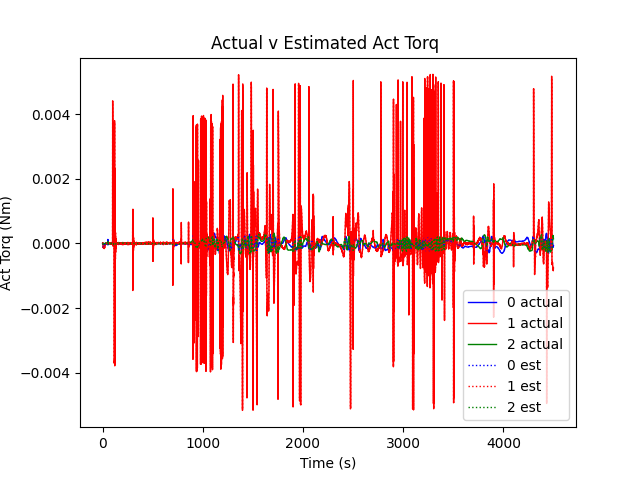 Actual v Estimated Act Torq
0.004
0.002
0.000
−0.002
−0.004
Act Torq (Nm)
0 actual
1 actual
2 actual
0 est
1 est
2 est
0
1000
2000
3000
4000
Time (s)